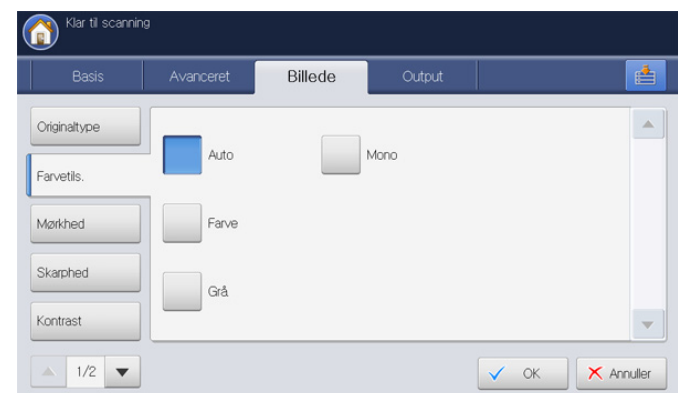 Klar til scanning
Basis Avanceret Billede Output
Originaltype
Farvetils.
Mørkhed
Skarphed
Kontrast
Auto Mono
Farve
Grå
1/2 OK Annuller